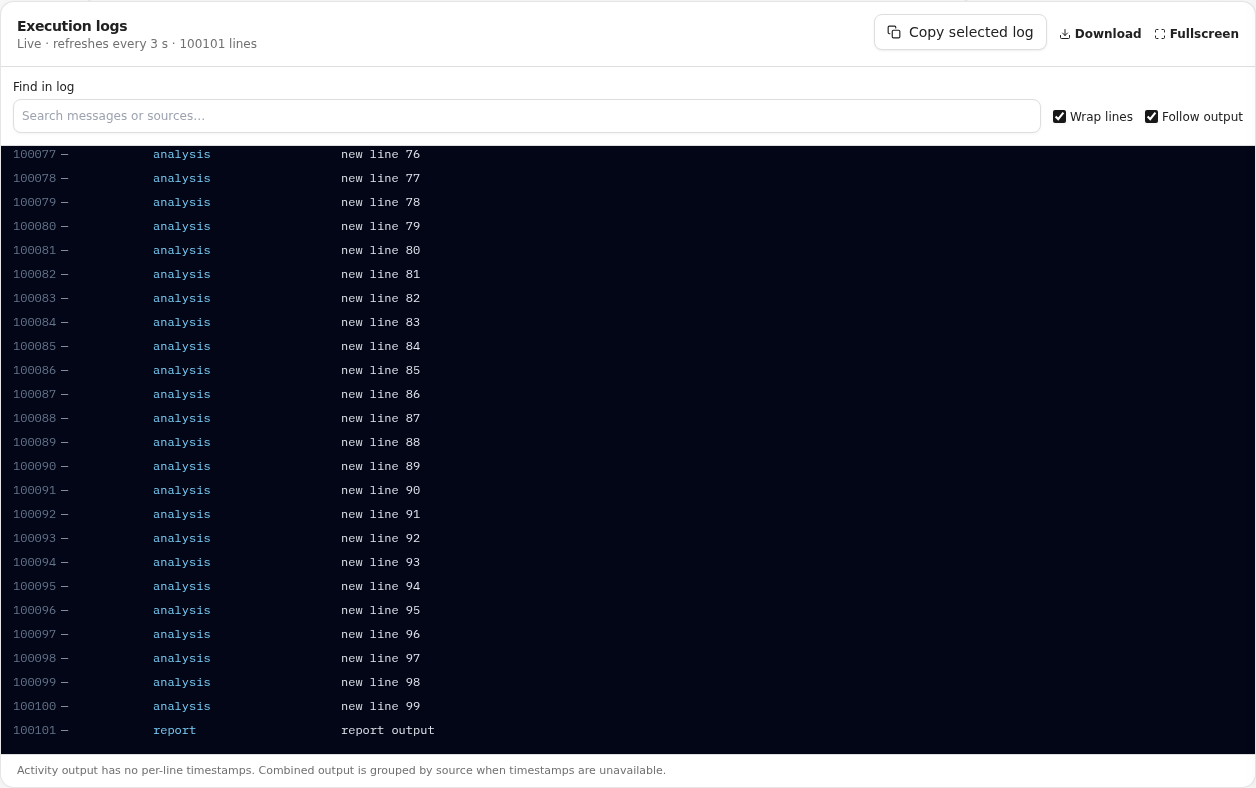 Execution logs
Live · refreshes every 3 s · 100101 lines
Copy selected log
Download
Fullscreen
Find in log
Search messages or sources...
Wrap lines
Follow output
100077 — analysis new line 76
100078 — analysis new line 77
100079 — analysis new line 78
100080 — analysis new line 79
100081 — analysis new line 80
100082 — analysis new line 81
100083 — analysis new line 82
100084 — analysis new line 83
100085 — analysis new line 84
100086 — analysis new line 85
100087 — analysis new line 86
100088 — analysis new line 87
100089 — analysis new line 88
100090 — analysis new line 89
100091 — analysis new line 90
100092 — analysis new line 91
100093 — analysis new line 92
100094 — analysis new line 93
100095 — analysis new line 94
100096 — analysis new line 95
100097 — analysis new line 96
100098 — analysis new line 97
100099 — analysis new line 98
100100 — analysis new line 99
100101 — report report output
Activity output has no per-line timestamps. Combined output is grouped by source when timestamps are unavailable.